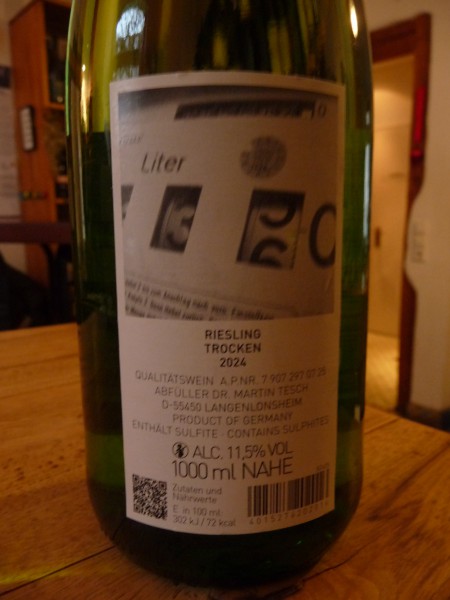 Liter
RIESLING
TROCKEN
2024
QUALITÄTSWEIN A.P.NR. 7 907 297 07 25
ABFÜLLER DR. MARTIN TESCH
D-55450 LANGENLONSHEIM
PRODUCT OF GERMANY
ENTHÄLT SULFITE · CONTAINS SULPHITES
ALC. 11,5% VOL
1000 ml NAHE
Zutaten und
Nährwerte
E in 100 ml:
302 kJ / 72 kcal